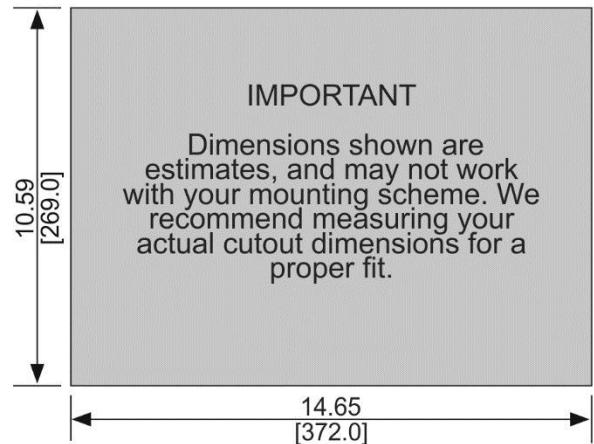 IMPORTANT
Dimensions shown are
estimates, and may not work
with your mounting scheme. We
recommend measuring your
actual cutout dimensions for a
proper fit.
10.59
[269.0]
14.65
[372.0]